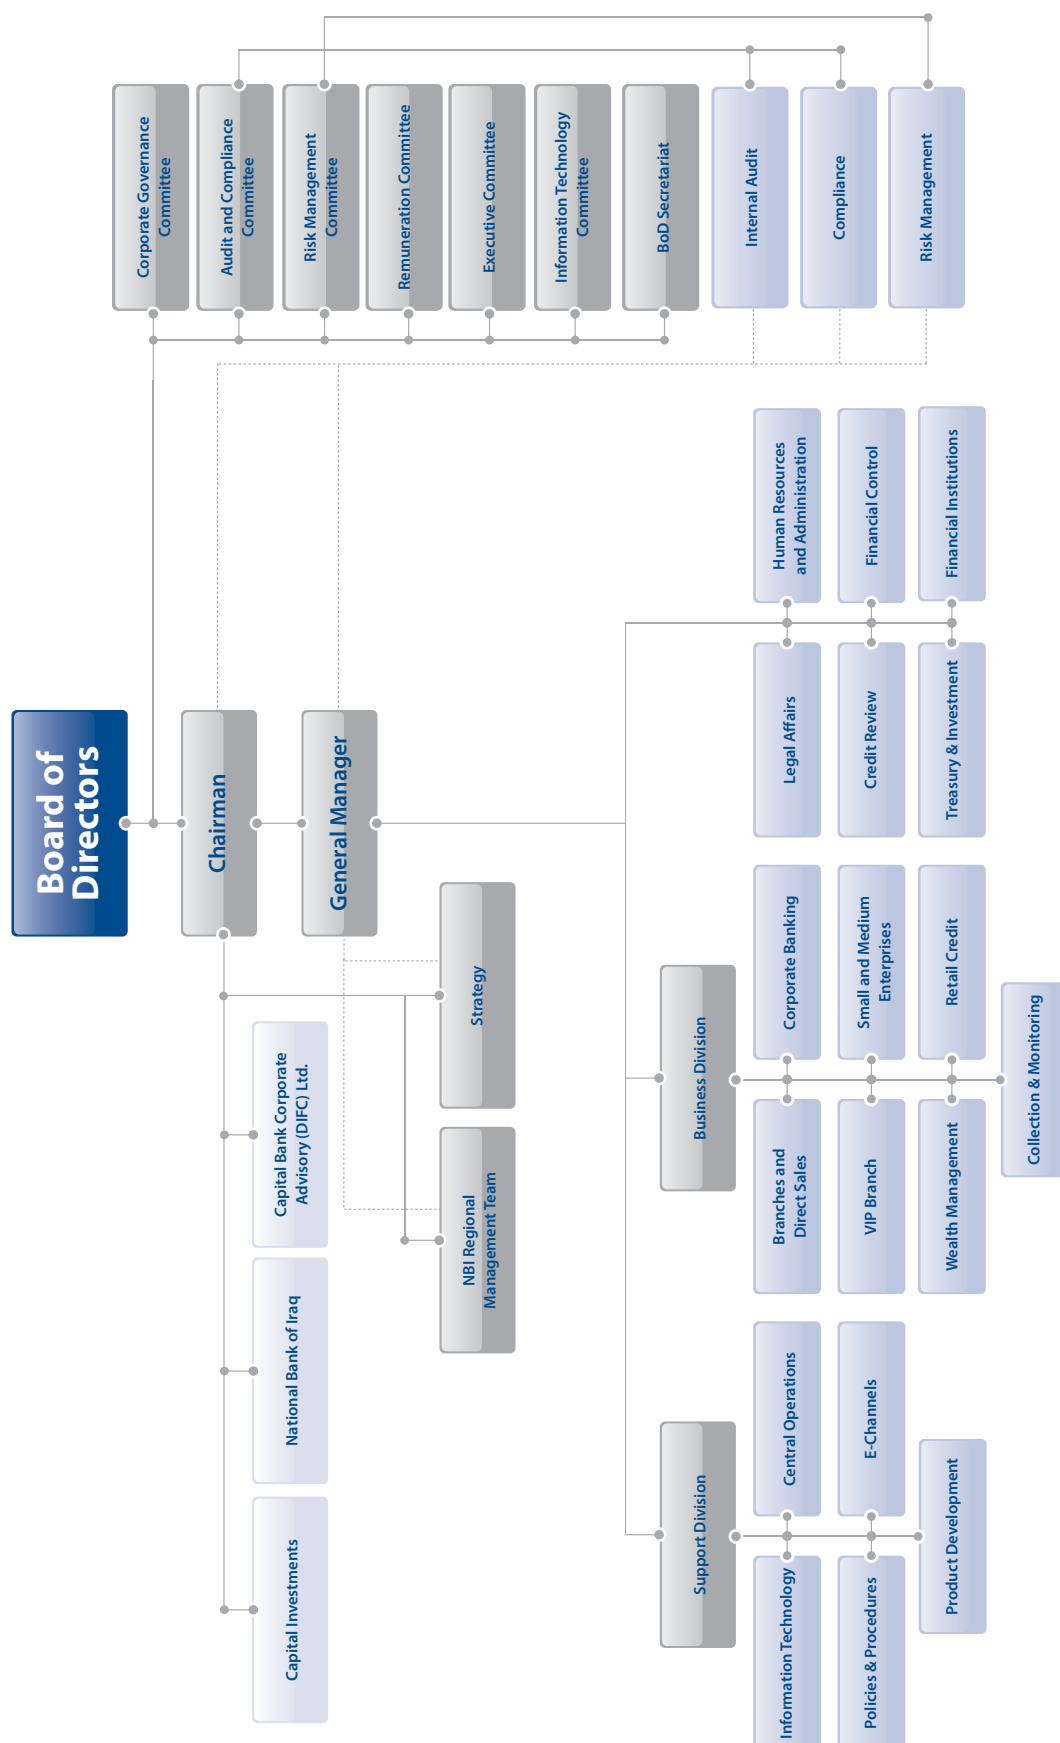 Board of
Directors
Chairman
General Manager
Corporate Governance
Committee
Audit and Compliance
Committee
Risk Management
Committee
Remuneration Committee
Executive Committee
Information Technology
Committee
BoD Secretariat
Internal Audit
Compliance
Risk Management
Capital Investments
National Bank of Iraq
Capital Bank Corporate
Advisory (DIFC) Ltd.
NBI Regional
Management Team
Strategy
Support Division
Business Division
Information Technology
Central Operations
Policies & Procedures
E-Channels
Product Development
Branches and
Direct Sales
Corporate Banking
VIP Branch
Small and Medium
Enterprises
Wealth Management
Retail Credit
Collection & Monitoring
Legal Affairs
Human Resources
and Administration
Credit Review
Financial Control
Treasury & Investment
Financial Institutions